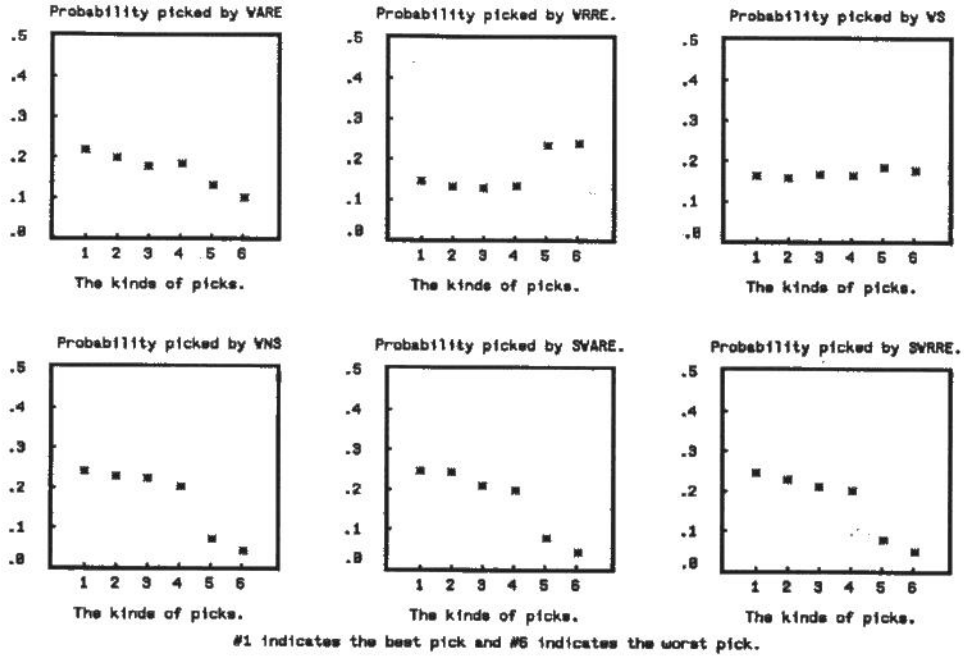 Probability picked by WARE
.5
.4
.3
.2
.1
.0
1 2 3 4 5 6
The kinds of picks.
Probability picked by WRRE.
.5
.4
.3
.2
.1
.0
1 2 3 4 5 6
The kinds of picks.
Probability picked by WS
.5
.4
.3
.2
.1
.0
1 2 3 4 5 6
The kinds of picks.
Probability picked by WNS
.5
.4
.3
.2
.1
.0
1 2 3 4 5 6
The kinds of picks.
Probability picked by SWARE.
.5
.4
.3
.2
.1
.0
1 2 3 4 5 6
The kinds of picks.
Probability picked by SWRRE.
.5
.4
.3
.2
.1
.0
1 2 3 4 5 6
The kinds of picks.
#1 indicates the best pick and #6 indicates the worst pick.